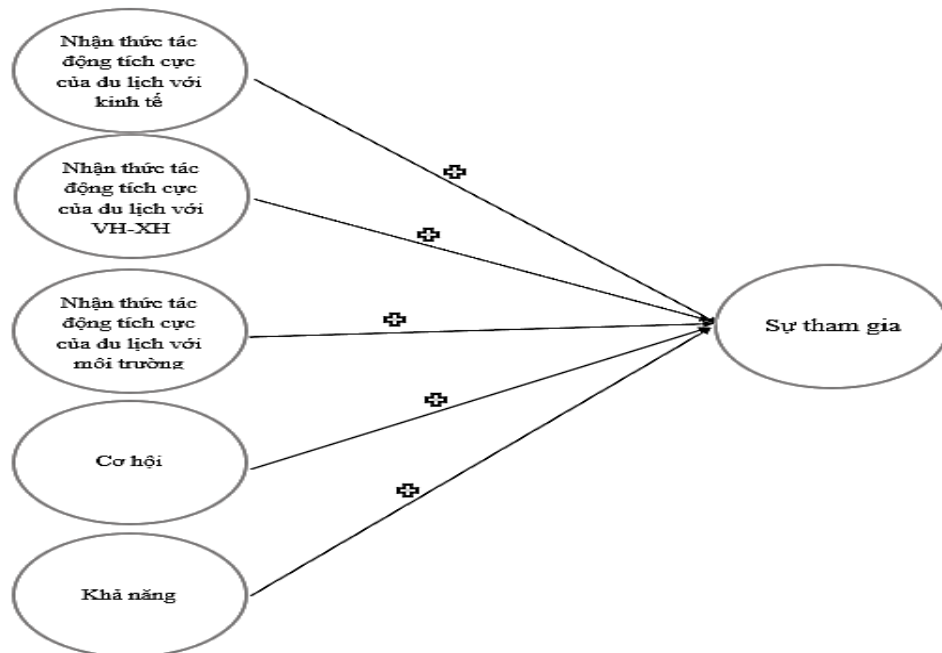 Nhận thức tác
động tích cực
của du lịch với
kinh tế
Nhận thức tác
động tích cực
của du lịch với
VH-XH
Nhận thức tác
động tích cực
của du lịch với
môi trường
Cơ hội
Khả năng
Sự tham gia